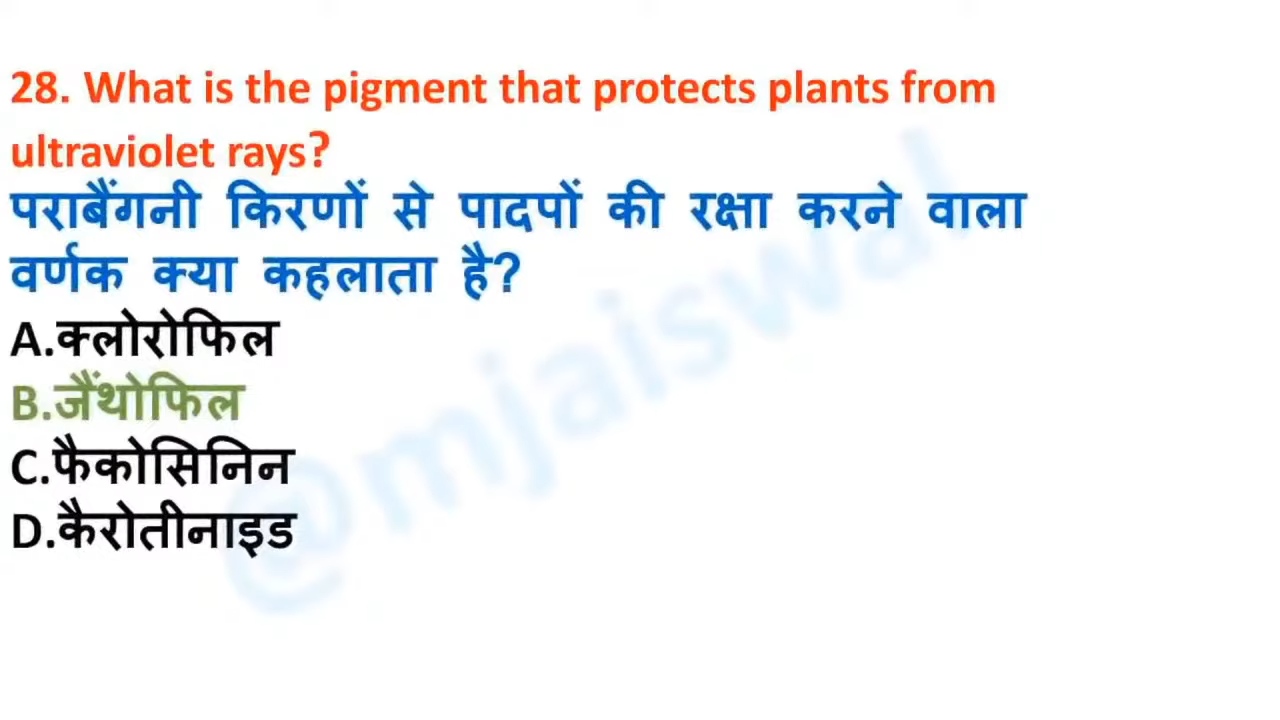 28. What is the pigment that protects plants from
ultraviolet rays?
पराबैंगनी किरणों से पादपों की रक्षा करने वाला
वर्णक क्या कहलाता है?
A.क्लोरोफिल
B.जैंथोफिल
C.फैकोसिनिन
D.कैरोतीनाइड
@mjaiswal